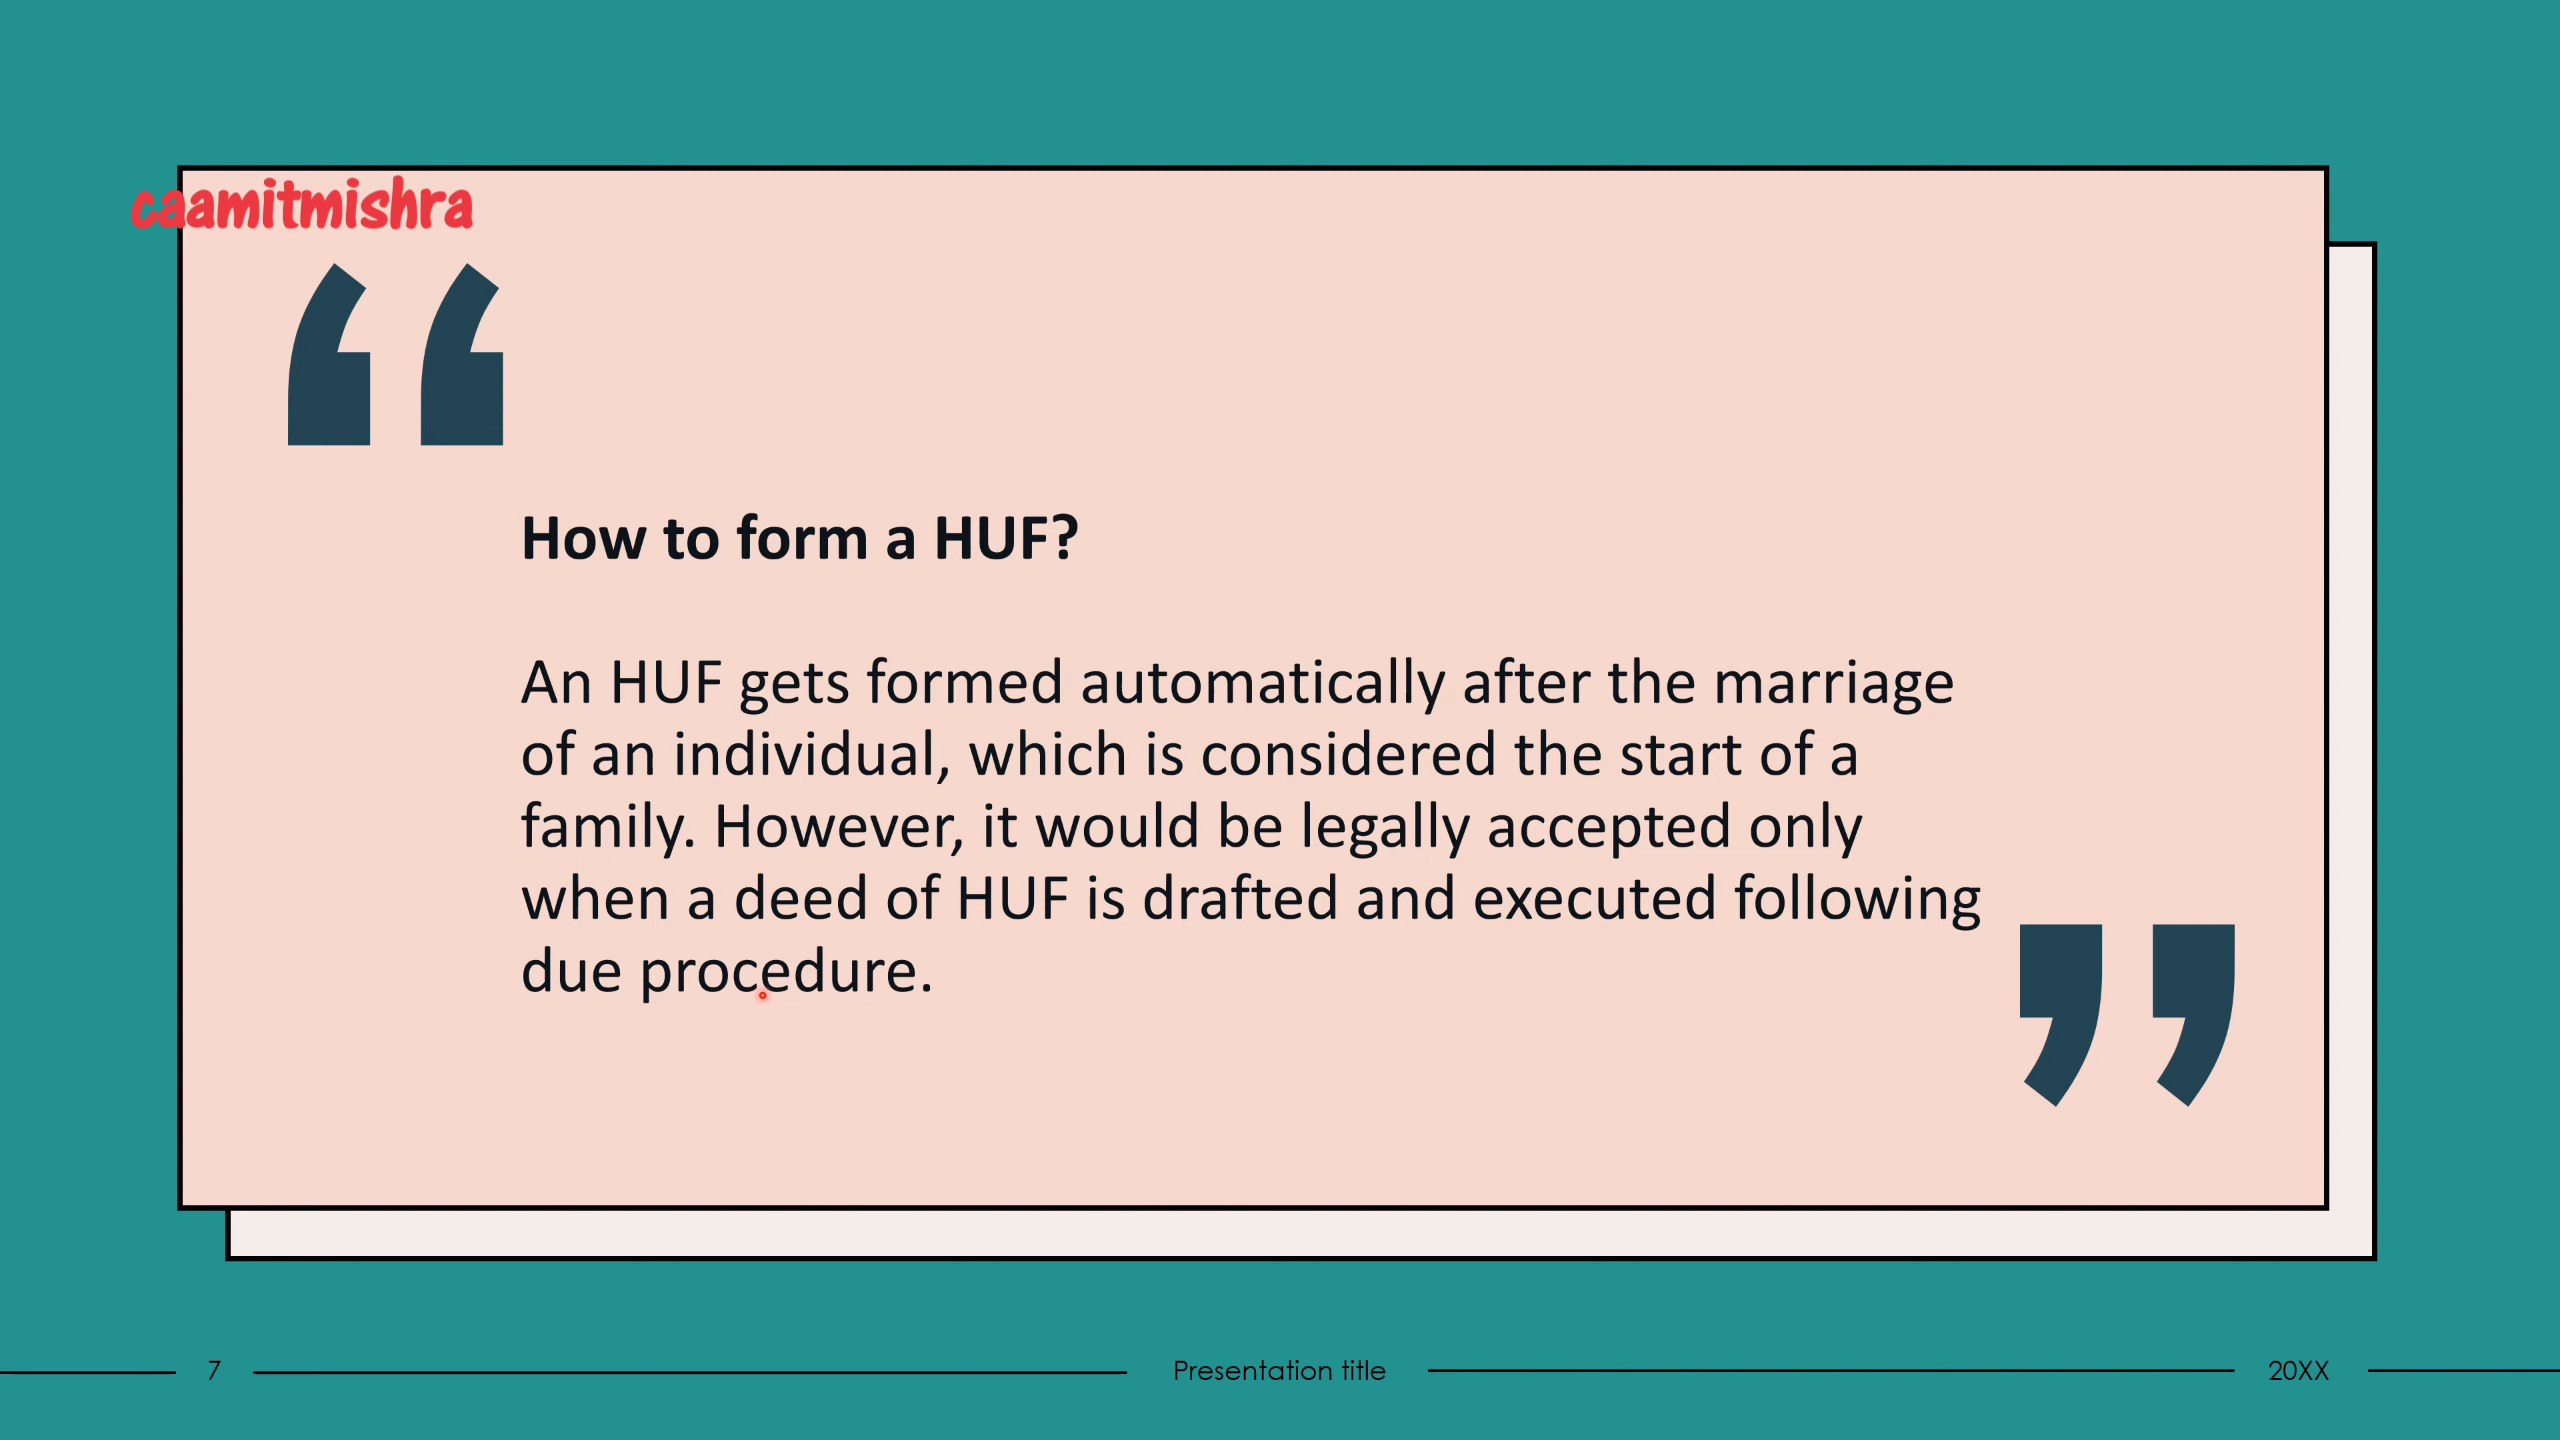 caamitmishra
“
How to form a HUF?
An HUF gets formed automatically after the marriage
of an individual, which is considered the start of a
family. However, it would be legally accepted only
when a deed of HUF is drafted and executed following
due procedure.
”
7 Presentation title 20XX